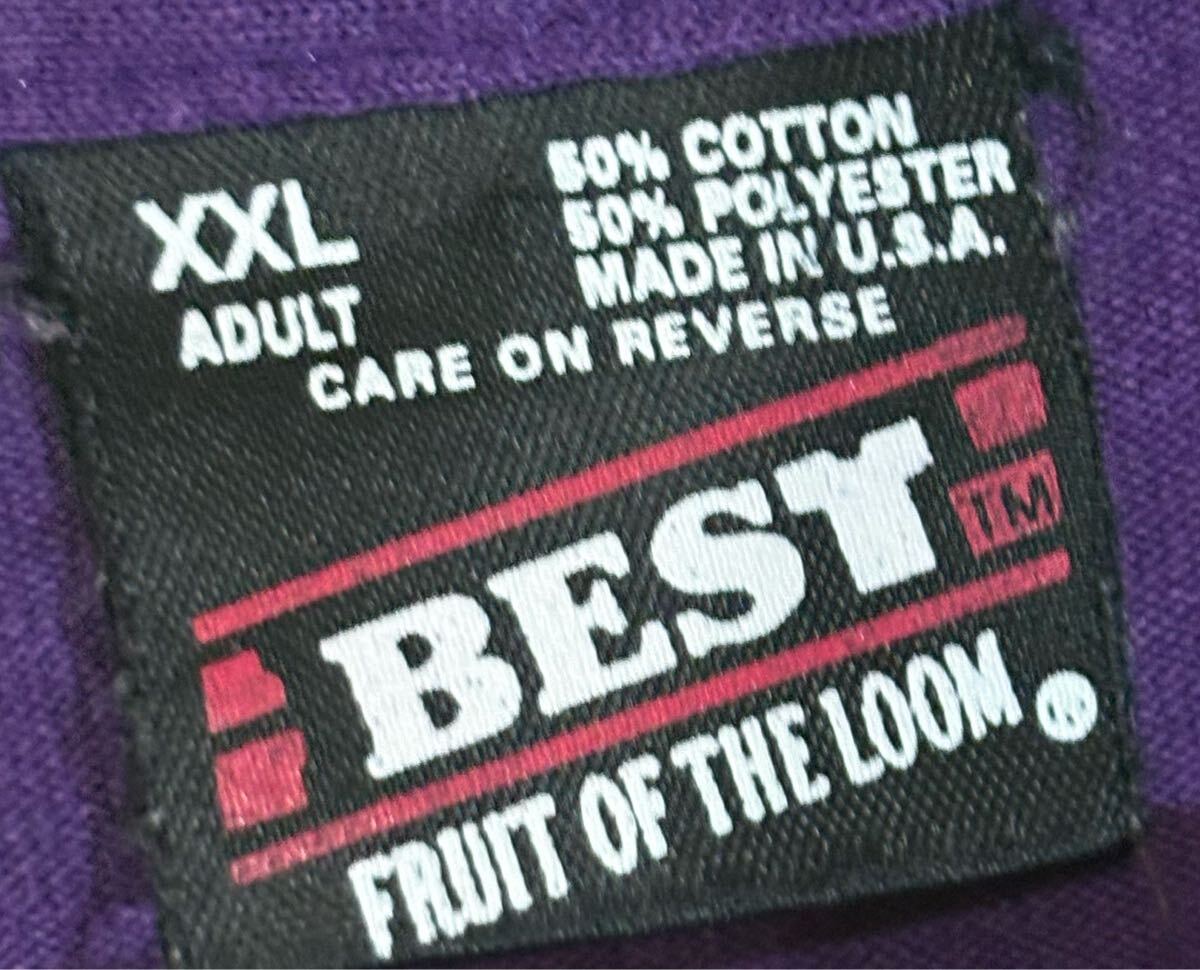 XXL
ADULT
50% COTTON
50% POLYESTER
MADE IN U.S.A.
CARE ON REVERSE
BEST
TM
FRUIT OF THE LOOM ®